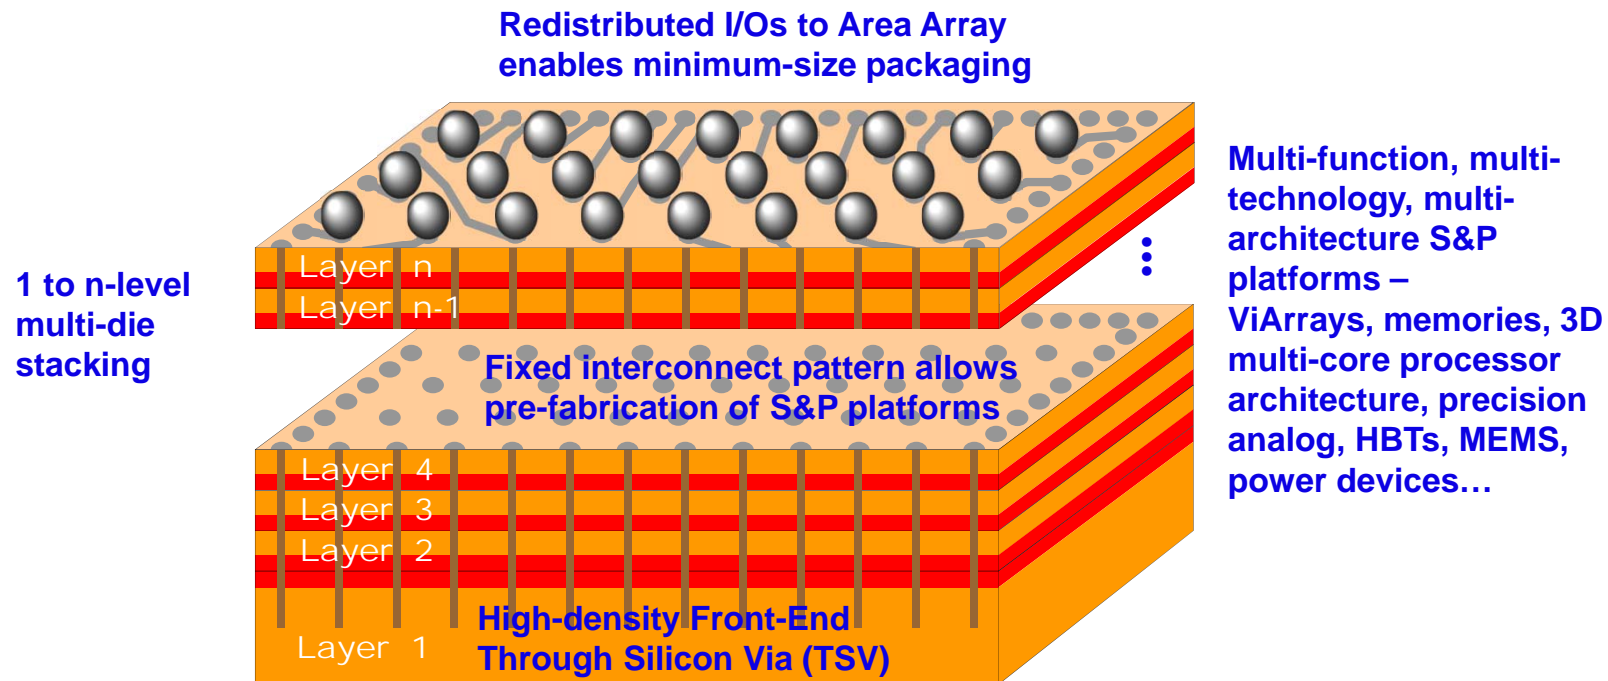 Redistributed I/Os to Area Array
enables minimum-size packaging
Multi-function, multi-
technology, multi-
architecture S&P
platforms –
ViArrays, memories, 3D
multi-core processor
architecture, precision
analog, HBTs, MEMS,
power devices…
1 to n-level
multi-die
stacking
Layer n
Layer n-1
Fixed interconnect pattern allows
pre-fabrication of S&P platforms
Layer 4
Layer 3
Layer 2
High-density Front-End
Through Silicon Via (TSV)
Layer 1